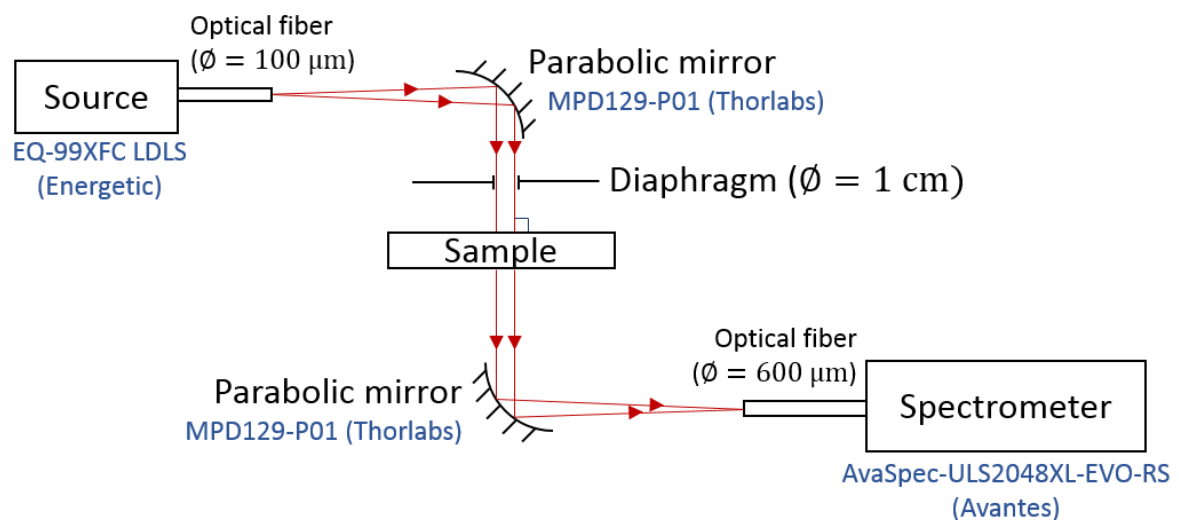 Optical fiber
(∅ = 100 μm)
Source
EQ-99XFC LDLS
(Energetic)
Parabolic mirror
MPD129-P01 (Thorlabs)
Diaphragm (∅ = 1 cm)
Sample
Optical fiber
(∅ = 600 μm)
Parabolic mirror
MPD129-P01 (Thorlabs)
Spectrometer
AvaSpec-ULS2048XL-EVO-RS
(Avantes)